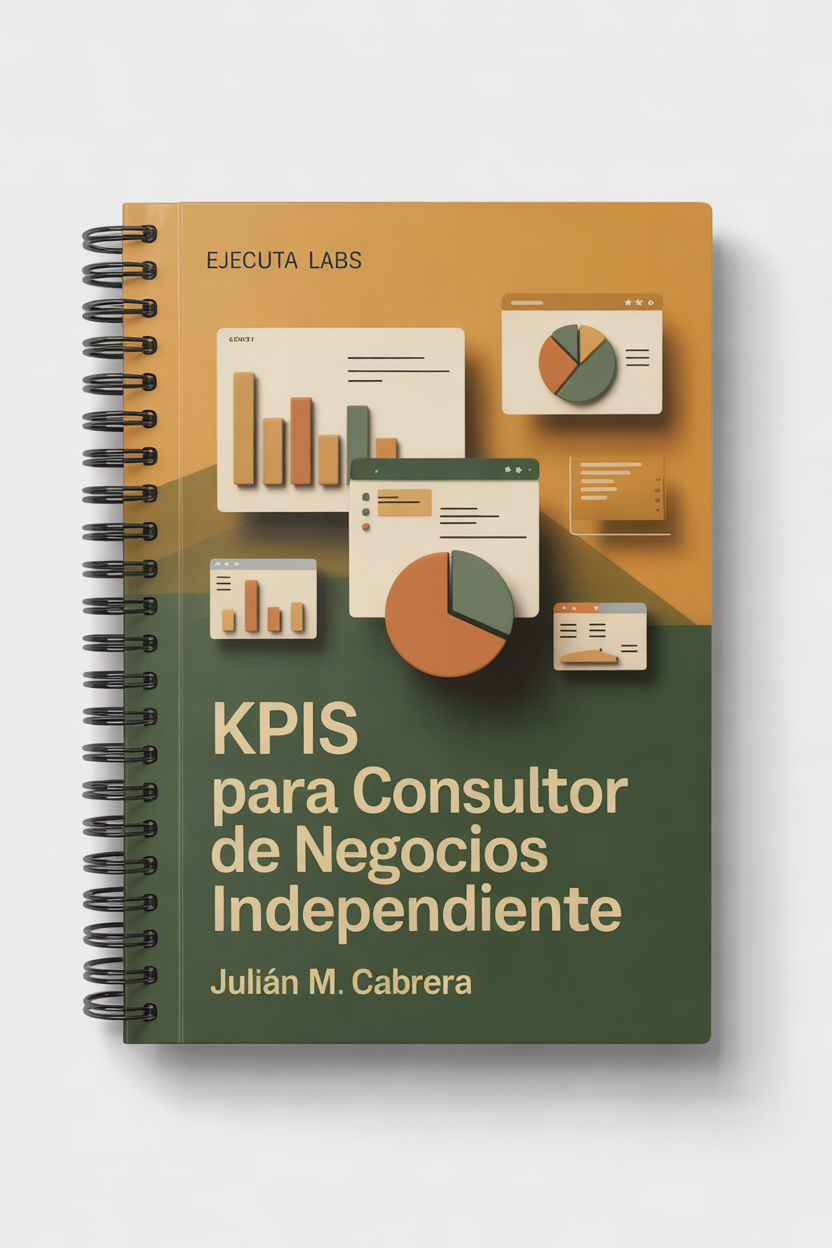 EJECUTA LABS
KPIS
para Consultor
de Negocios
Independiente
Julián M. Cabrera